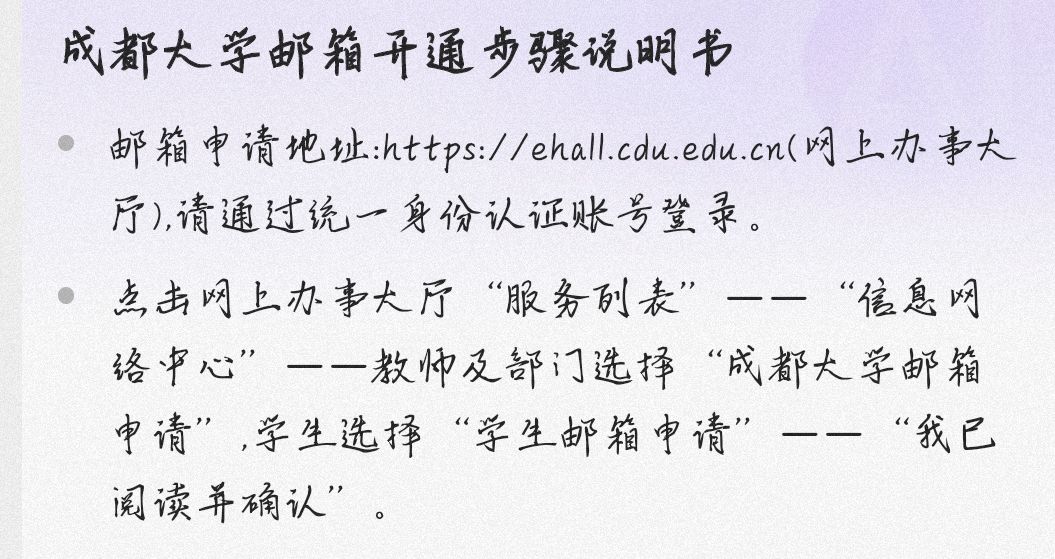 成都大学邮箱开通步骤说明书
邮箱申请地址:https://ehall.cdu.edu.cn(网上办事大
厅),请通过统一身份认证账号登录。
点击网上办事大厅“服务列表”——“信息网
络中心”——教师及部门选择“成都大学邮箱
申请”,学生选择“学生邮箱申请”——“我已
阅读并确认”。